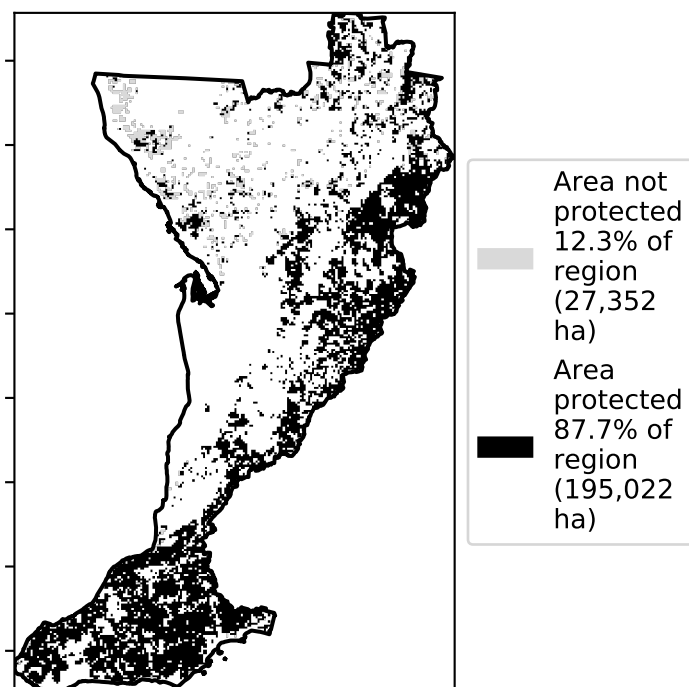 Area not
protected
12.3% of
region
(27,352
ha)
Area
protected
87.7% of
region
(195,022
ha)